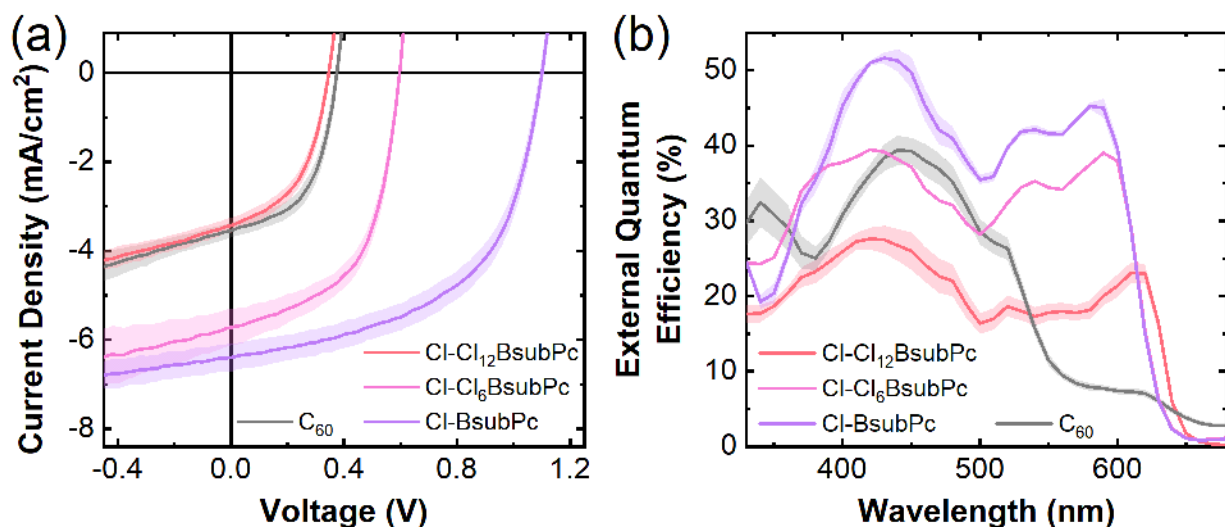 (a)
Current Density (mA/cm²)
0
-2
-4
-6
-8
-0.4
0.0
0.4
0.8
1.2
Voltage (V)
Cl-Cl₁₂BsubPc
Cl-Cl₆BsubPc
C₆₀
Cl-BsubPc
(b)
External Quantum
Efficiency (%)
50
40
30
20
10
0
400
500
600
Wavelength (nm)
Cl-Cl₁₂BsubPc
Cl-Cl₆BsubPc
Cl-BsubPc
C₆₀